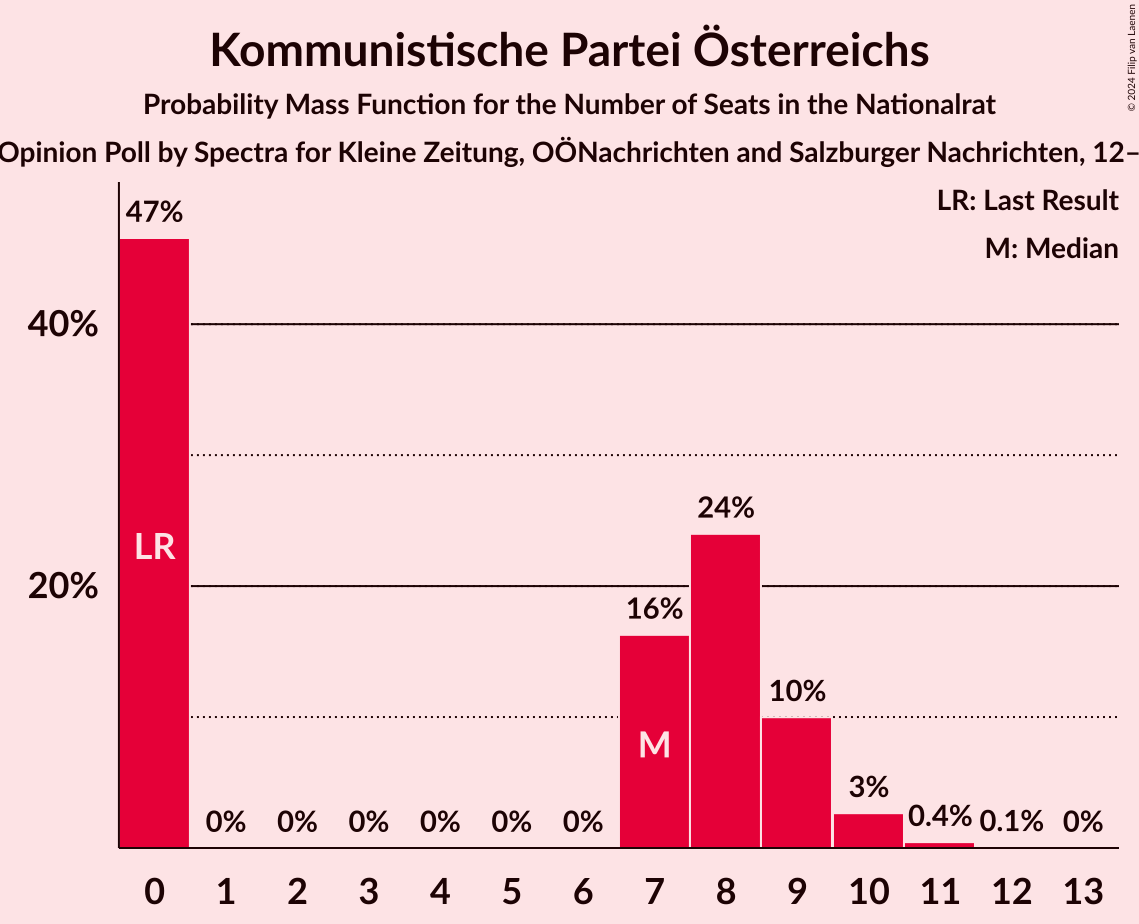 © 2024 Filip van Laenen
Kommunistische Partei Österreichs
Probability Mass Function for the Number of Seats in the Nationalrat
Opinion Poll by Spectra for Kleine Zeitung, OÖNachrichten and Salzburger Nachrichten, 12–
LR: Last Result
M: Median
47%
40%
24%
LR
20%
16%
10%
M
3%
0% 0% 0% 0% 0% 0% 0.4% 0.1% 0%
0 1 2 3 4 5 6 7 8 9 10 11 12 13